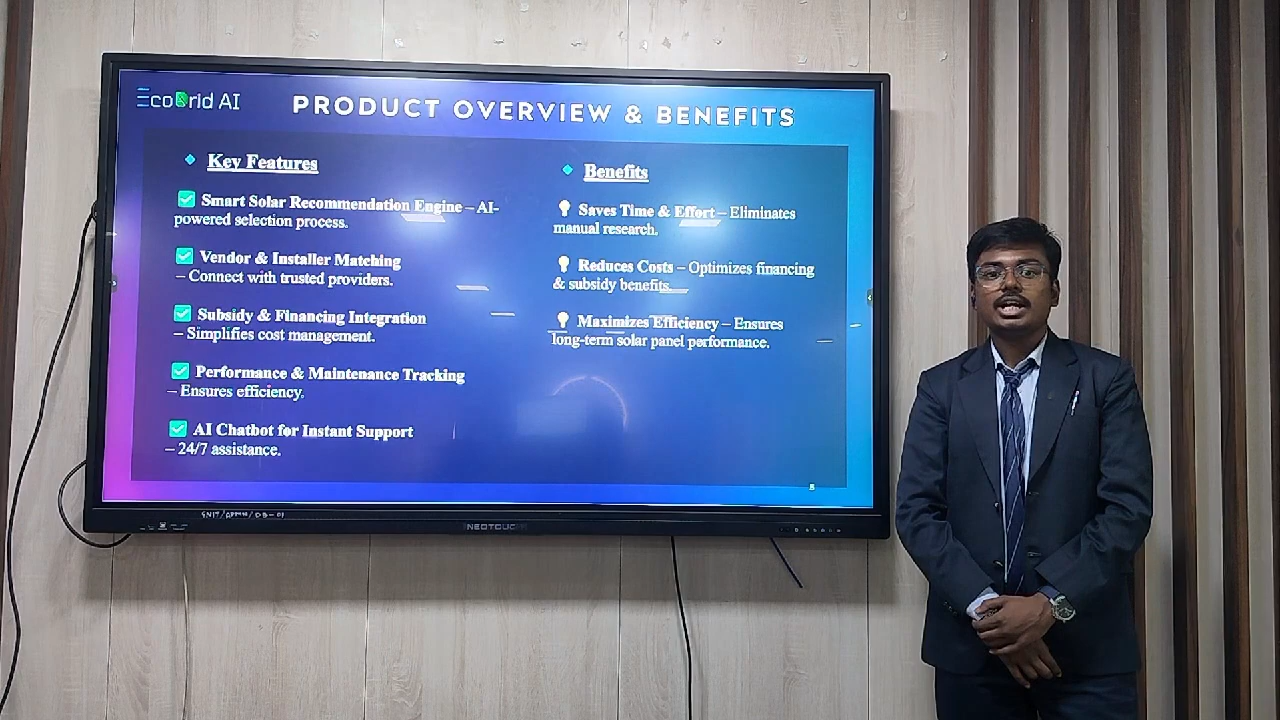 EcoGrid AI
PRODUCT OVERVIEW & BENEFITS
Key Features
Smart Solar Recommendation Engine – AI-
powered selection process.
Vendor & Installer Matching
– Connect with trusted providers.
Subsidy & Financing Integration
– Simplifies cost management.
Performance & Maintenance Tracking
– Ensures efficiency.
AI Chatbot for Instant Support
– 24/7 assistance.
Benefits
Saves Time & Effort – Eliminates
manual research.
Reduces Costs – Optimizes financing
& subsidy benefits.
Maximizes Efficiency – Ensures
long-term solar panel performance.